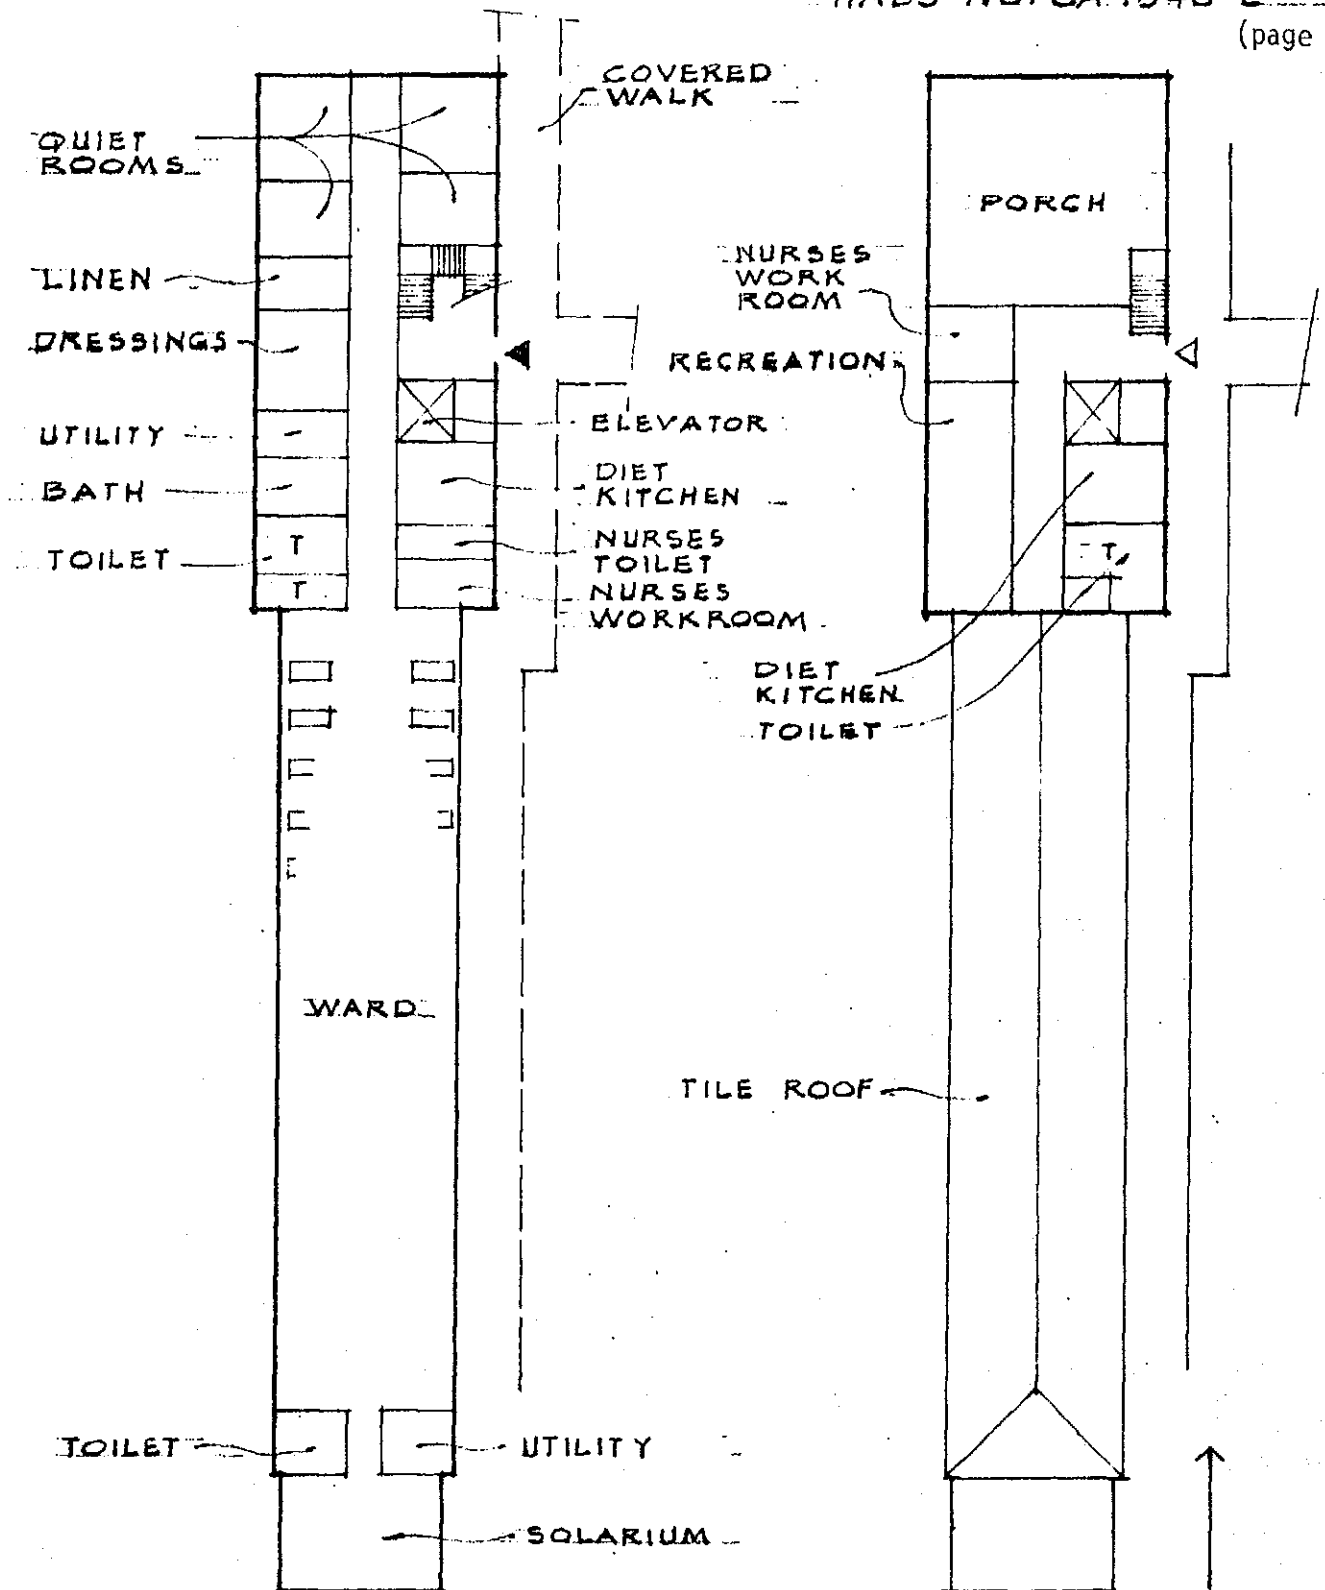 (page
COVERED
WALK
QUIET
ROOMS
LINEN
DRESSINGS
UTILITY
BATH
TOILET
T
T
ELEVATOR
DIET
KITCHEN
NURSES
TOILET
NURSES
WORKROOM
WARD
TOILET
UTILITY
SOLARIUM
PORCH
NURSES
WORK
ROOM
RECREATION
T
DIET
KITCHEN
TOILET
TILE ROOF